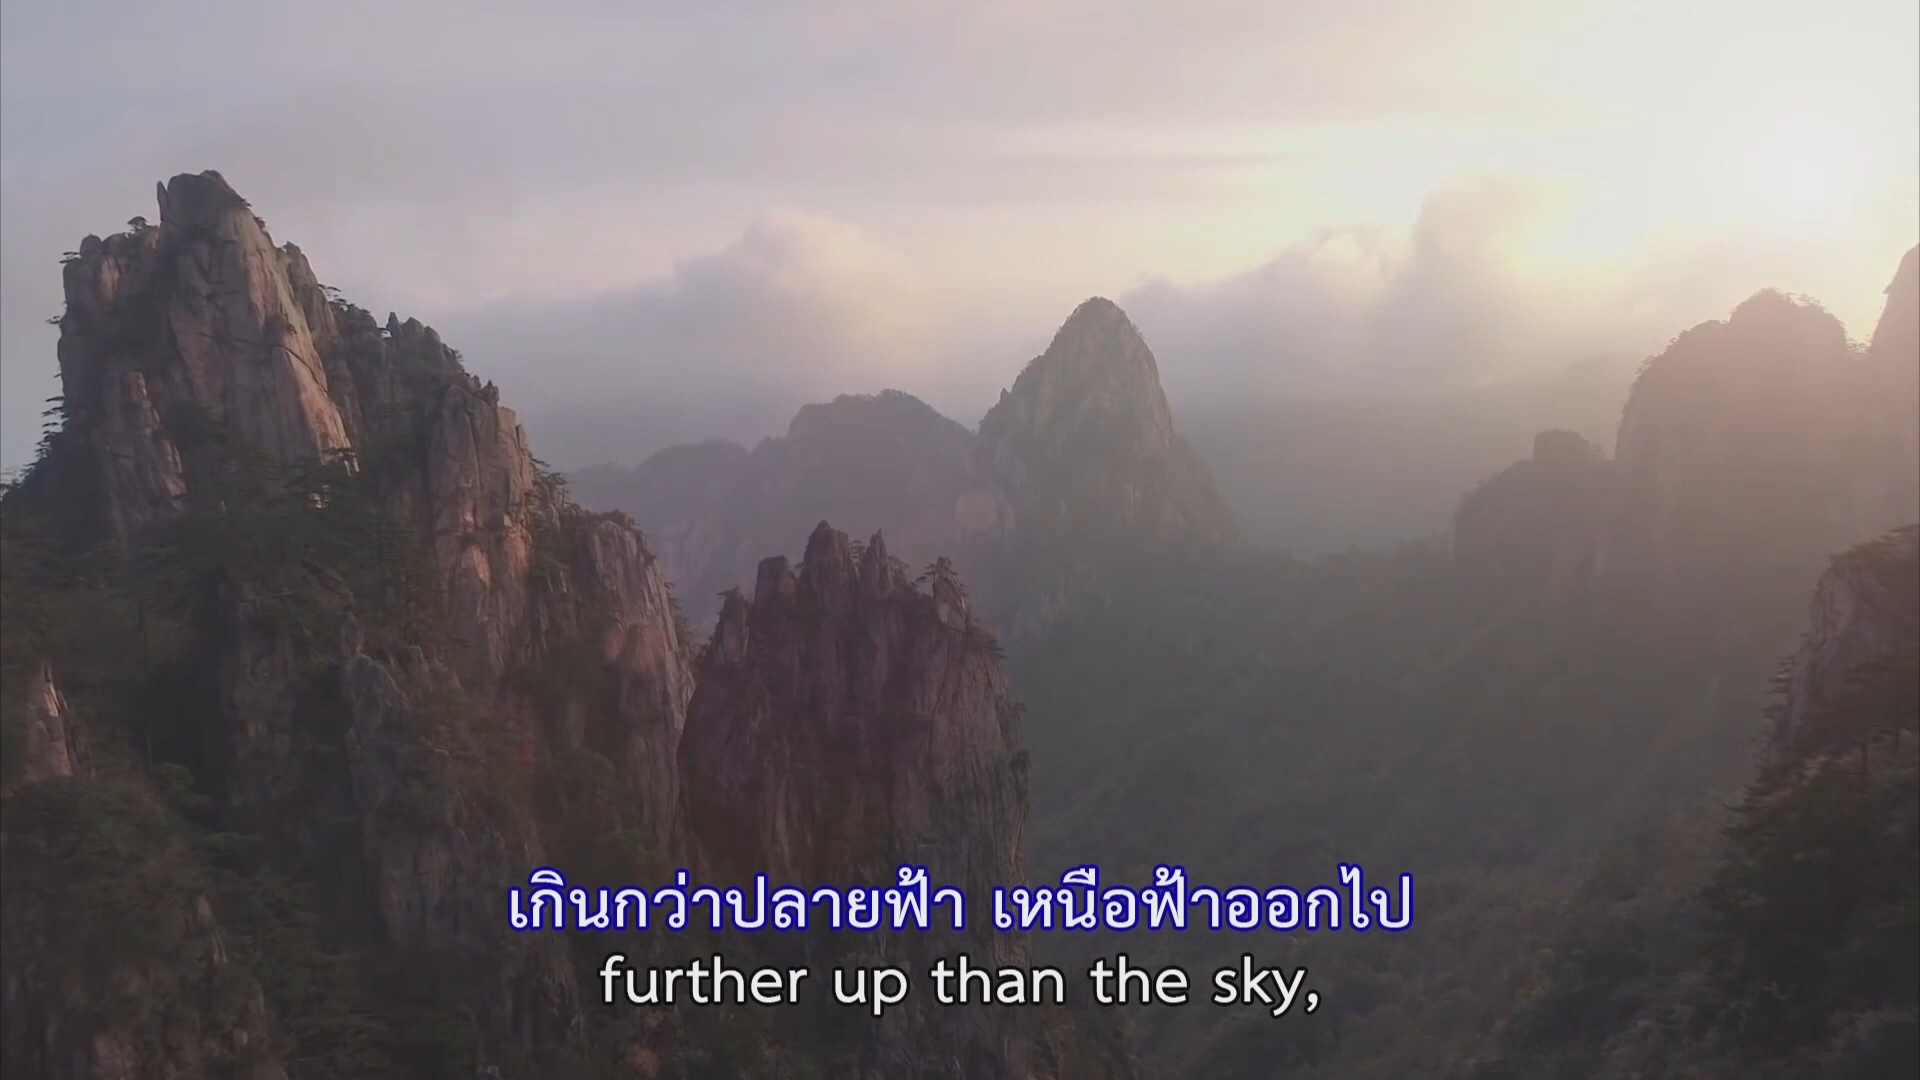 เกินกว่าปลายฟ้า เหนือฟ้าออกไป
further up than the sky,